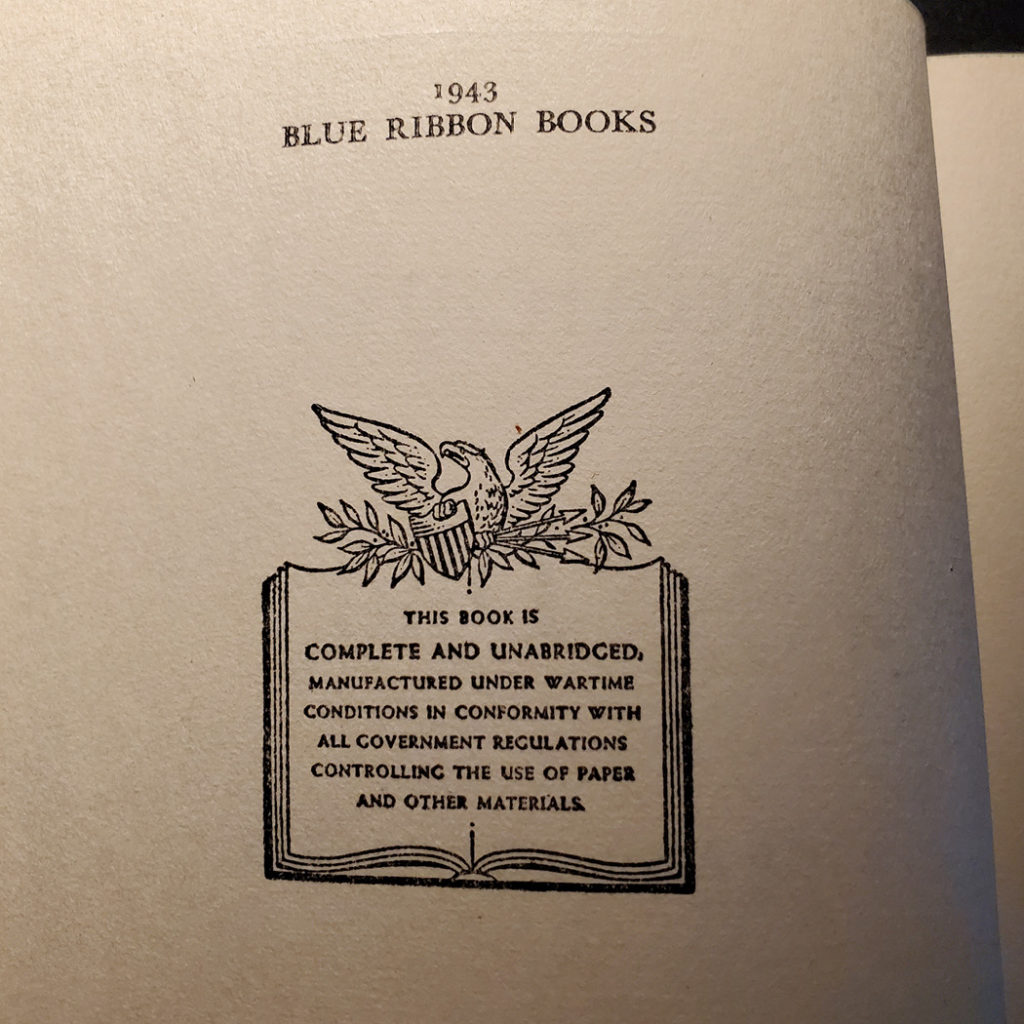 1943
BLUE RIBBON BOOKS
THIS BOOK IS
COMPLETE AND UNABRIDGED,
MANUFACTURED UNDER WARTIME
CONDITIONS IN CONFORMITY WITH
ALL GOVERNMENT REGULATIONS
CONTROLLING THE USE OF PAPER
AND OTHER MATERIALS.